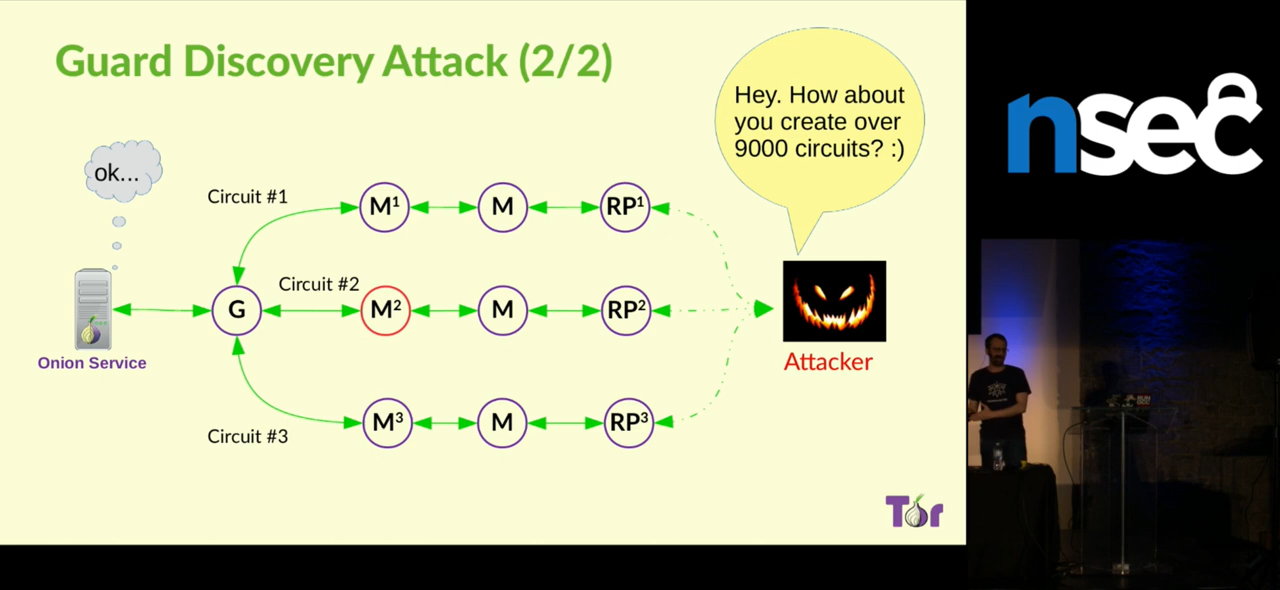 Guard Discovery Attack (2/2)
Hey. How about
you create over
9000 circuits? :)
nsec
ok...
Circuit #1
M¹
M
RP¹
Circuit #2
G
M²
M
RP²
Onion Service
Attacker
Circuit #3
M³
M
RP³
Tor